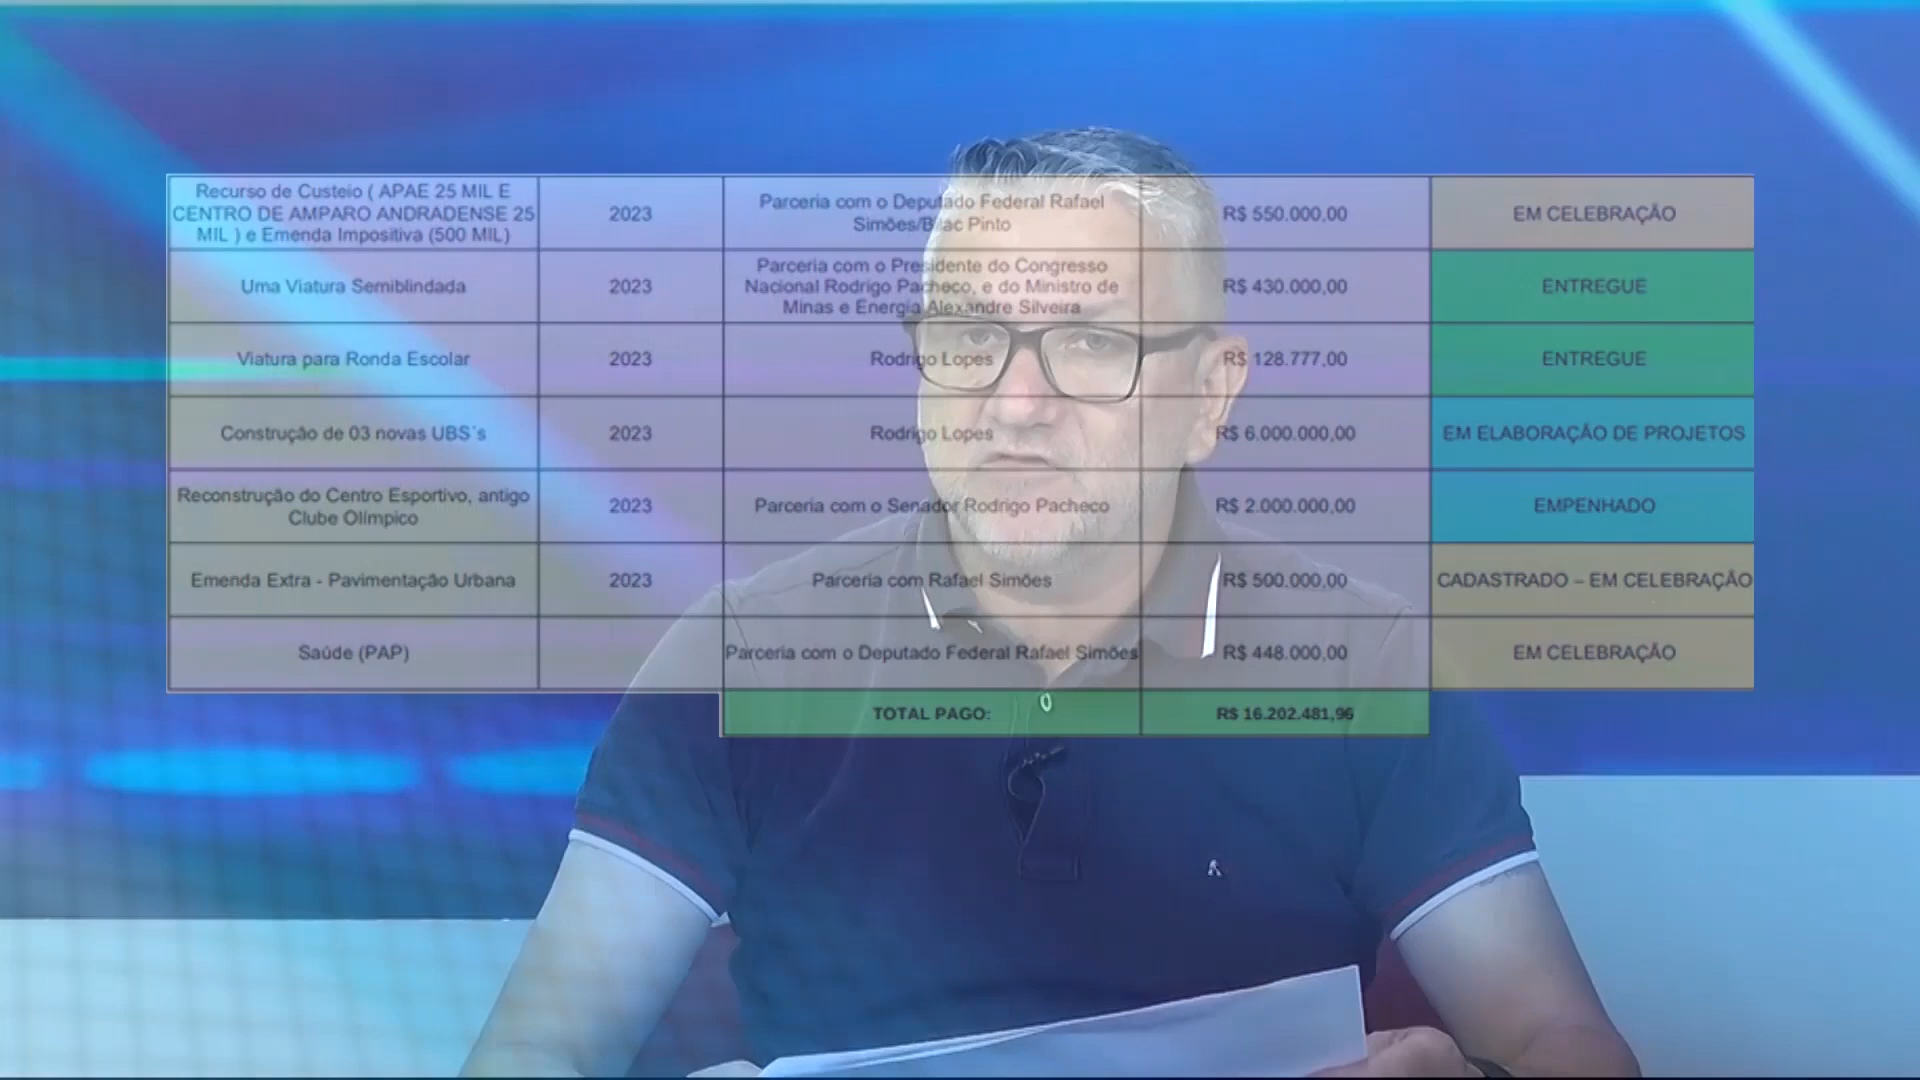 Recurso de Custeio ( APAE 25 MIL E
CENTRO DE AMPARO ANDRADENSE 25
MIL ) e Emenda Impositiva (500 MIL)
2023
Parceria com o Deputado Federal Rafael
Simões/Bilac Pinto
R$ 550.000,00
EM CELEBRAÇÃO
Uma Viatura Semiblindada
2023
Parceria com o Presidente do Congresso
Nacional Rodrigo Pacheco, e do Ministro de
Minas e Energia Alexandre Silveira
R$ 430.000,00
ENTREGUE
Viatura para Ronda Escolar
2023
Rodrigo Lopes
R$ 128.777,00
ENTREGUE
Construção de 03 novas UBS´s
2023
Rodrigo Lopes
R$ 6.000.000,00
EM ELABORAÇÃO DE PROJETOS
Reconstrução do Centro Esportivo, antigo
Clube Olímpico
2023
Parceria com o Senador Rodrigo Pacheco
R$ 2.000.000,00
EMPENHADO
Emenda Extra - Pavimentação Urbana
2023
Parceria com Rafael Simões
R$ 500.000,00
CADASTRADO – EM CELEBRAÇÃO
Saúde (PAP)
Parceria com o Deputado Federal Rafael Simões
R$ 448.000,00
EM CELEBRAÇÃO
TOTAL PAGO:
R$ 16.202.481,96